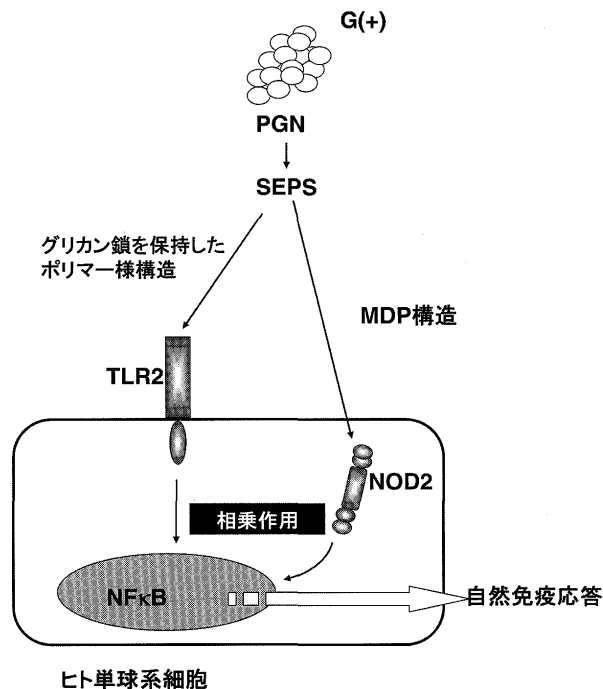 G(+)
PGN
SEPS
グリカン鎖を保持した
ポリマー様構造
MDP構造
TLR2
NOD2
相乗作用
NFκB
自然免疫応答
ヒト単球系細胞